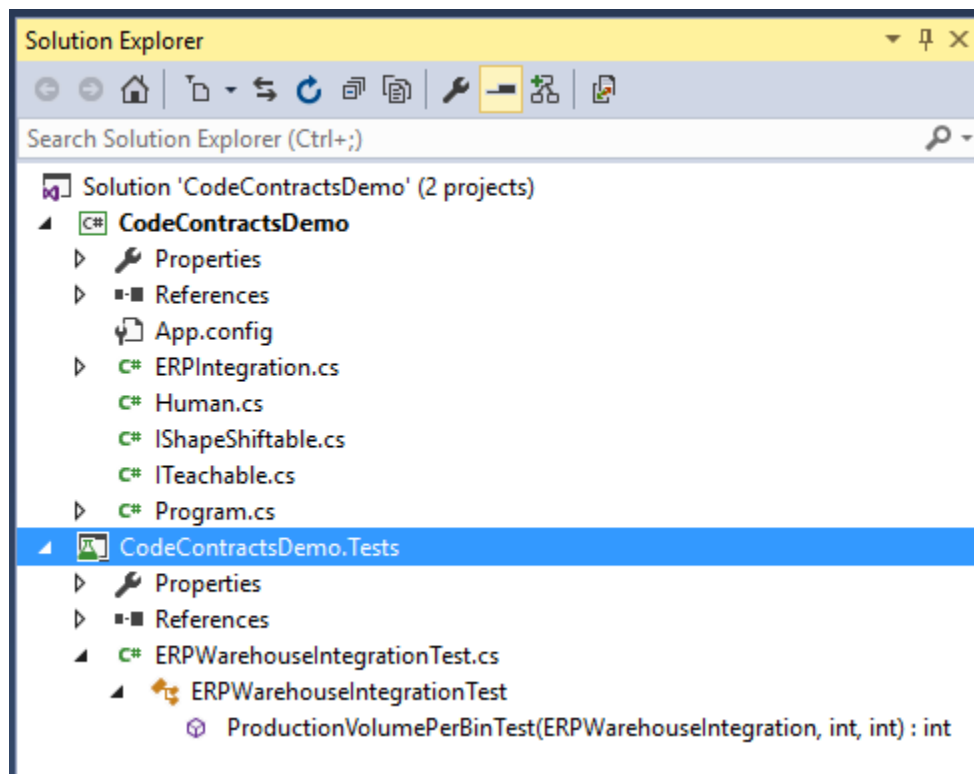 Solution Explorer
Search Solution Explorer (Ctrl+;)
Solution 'CodeContractsDemo' (2 projects)
C# CodeContractsDemo
Properties
References
App.config
C# ERPIntegration.cs
C# Human.cs
C# IShapeShiftable.cs
C# ITeachable.cs
C# Program.cs
CodeContractsDemo.Tests
Properties
References
C# ERPWarehouseIntegrationTest.cs
ERPWarehouseIntegrationTest
ProductionVolumePerBinTest(ERPWarehouseIntegration, int, int) : int